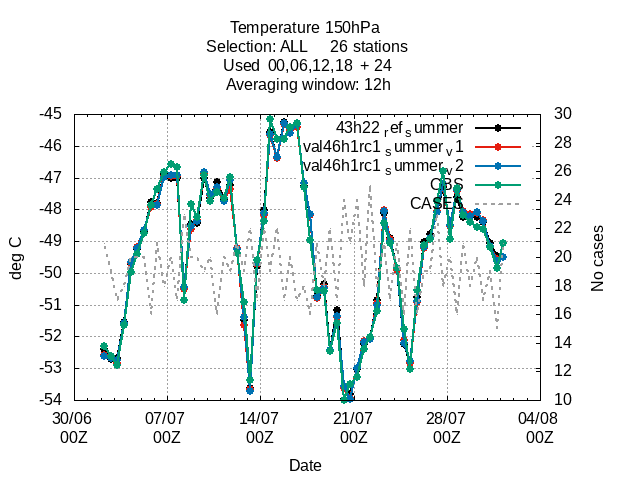 Temperature 150hPa
Selection: ALL 26 stations
Used 00,06,12,18 + 24
Averaging window: 12h
-45
-46
-47
-48
-49
-50
-51
-52
-53
-54
deg C
30
28
26
24
22
20
18
16
14
12
10
No cases
43h22_ref_summer
val46h1rc1_summer_v1
val46h1rc1_summer_v2
OBS
CASES
30/06 00Z
07/07 00Z
14/07 00Z
21/07 00Z
28/07 00Z
04/08 00Z
Date